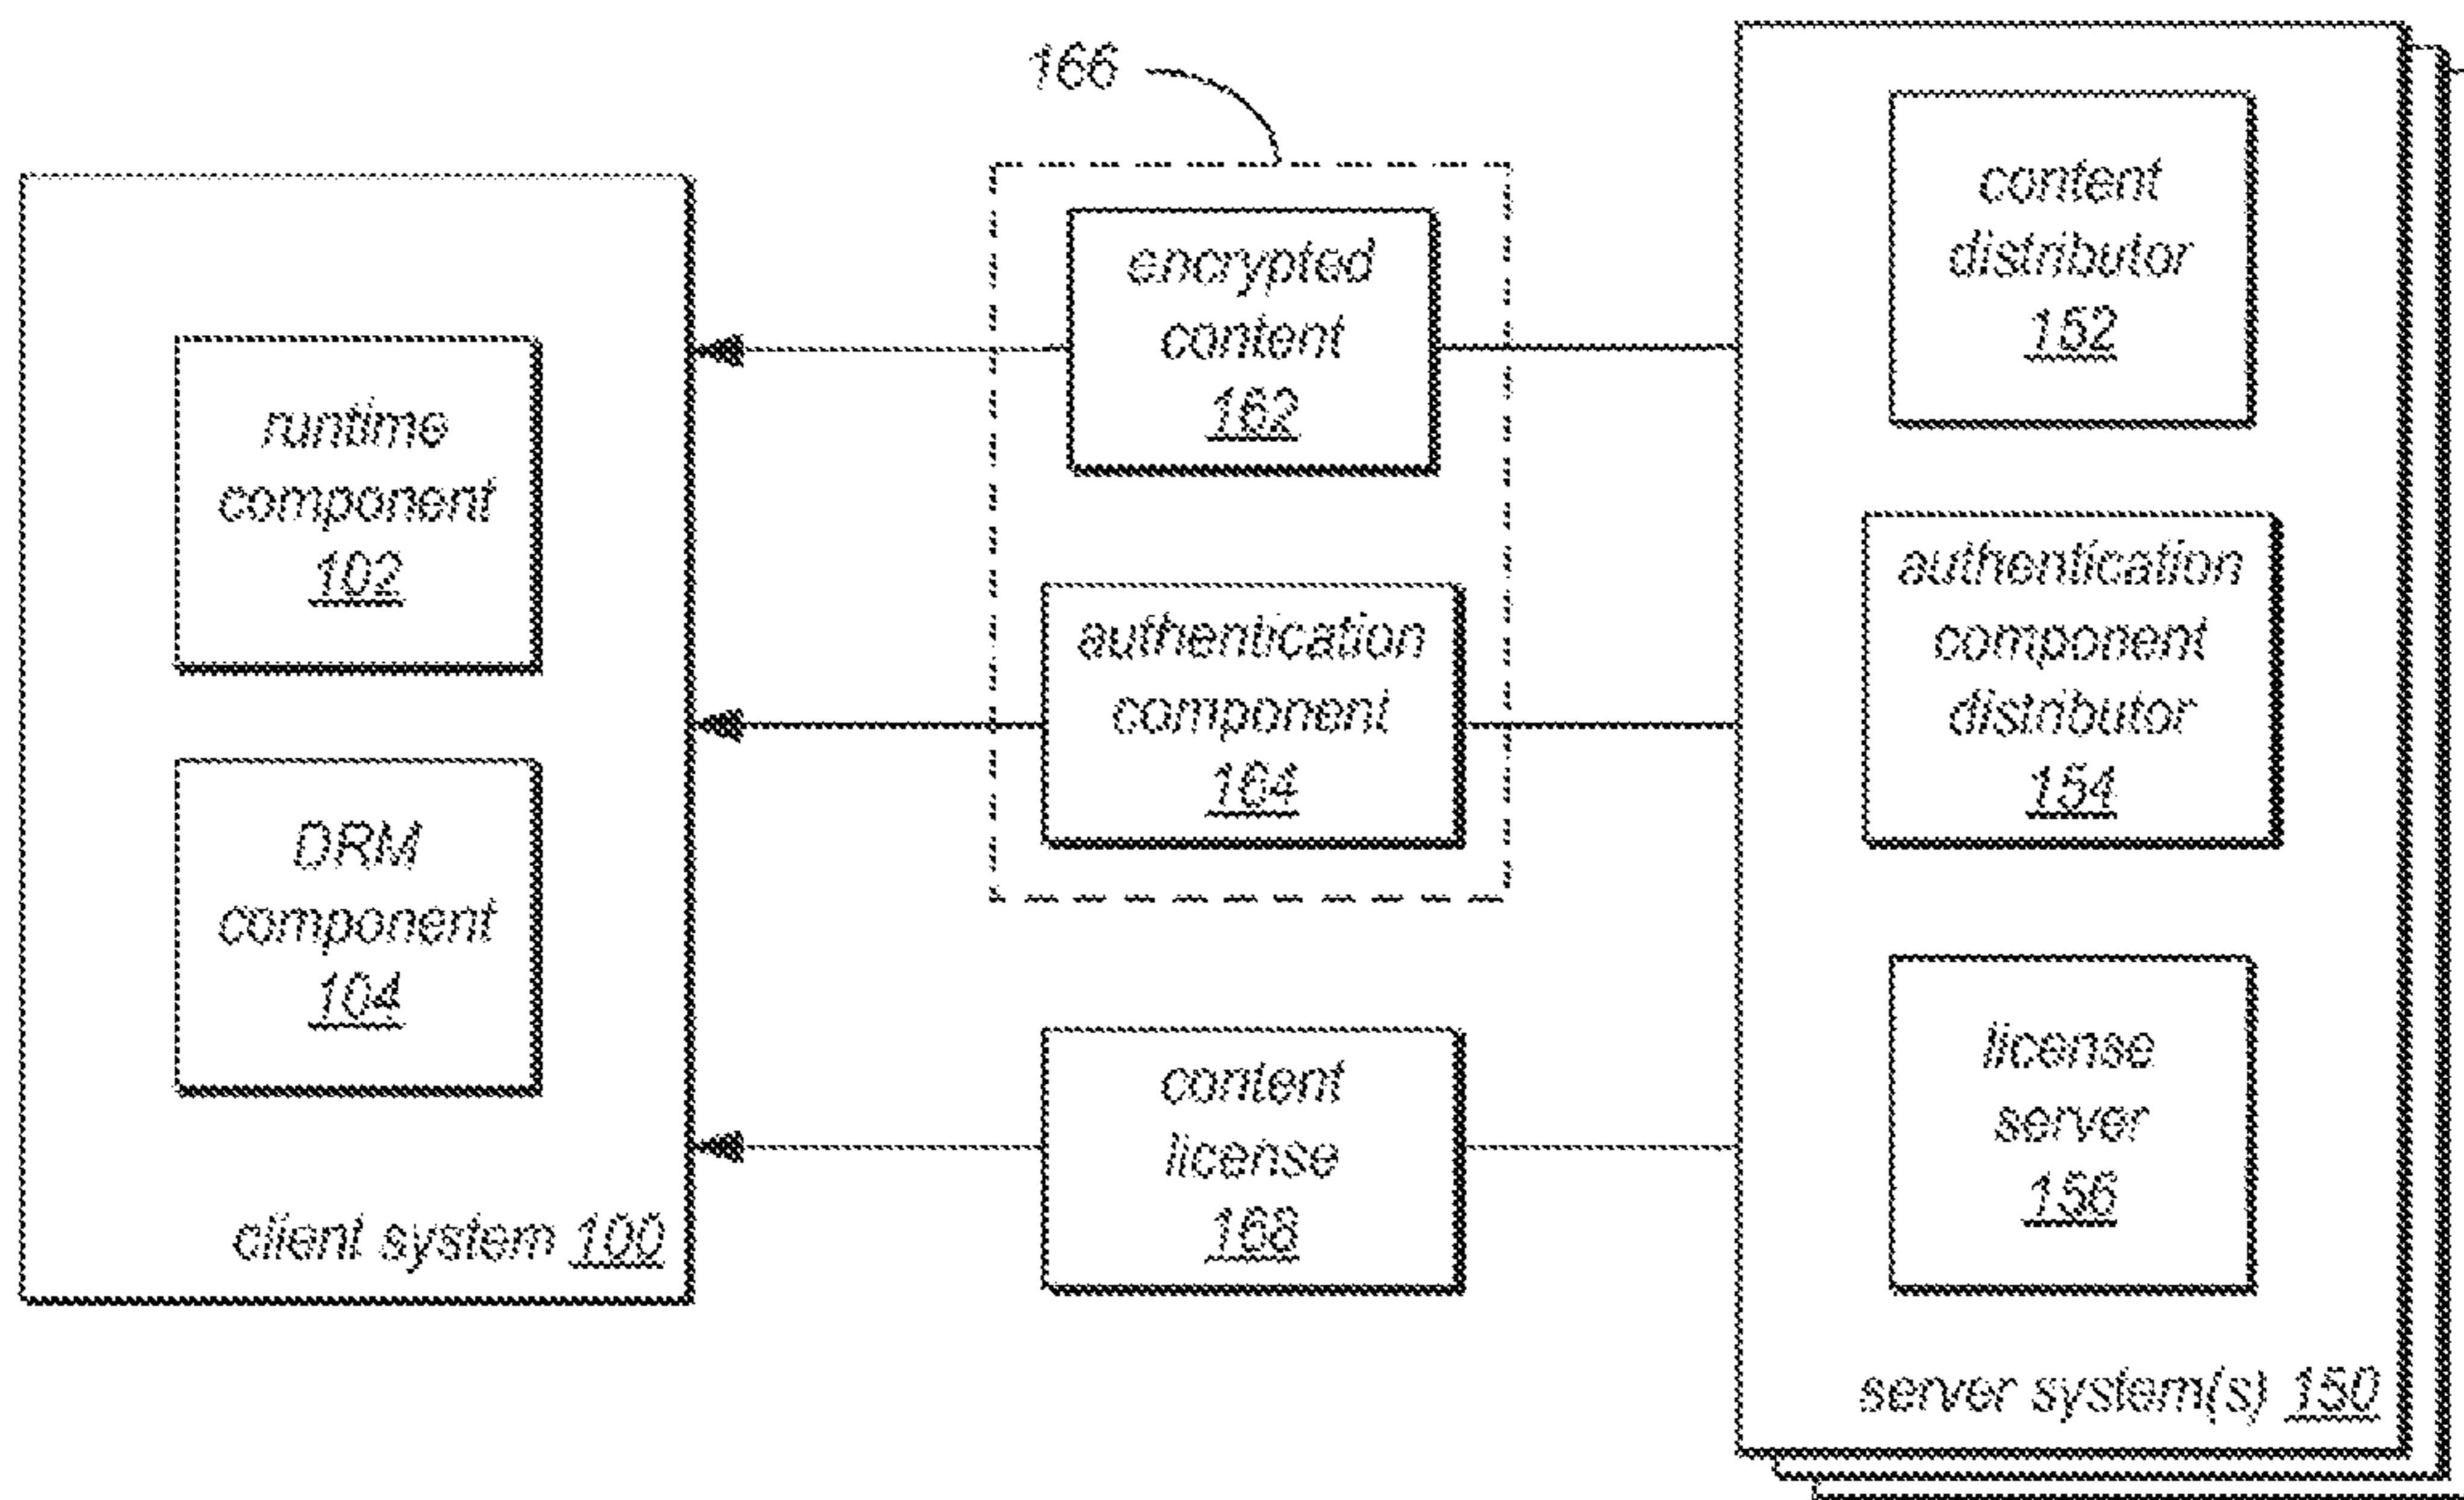 166
runtime
component
102
DRM
component
104
client system 100
encrypted
content
162
authentication
component
164
content
license
168
content
distributor
152
authentication
component
distributor
154
license
server
156
server system(s) 150